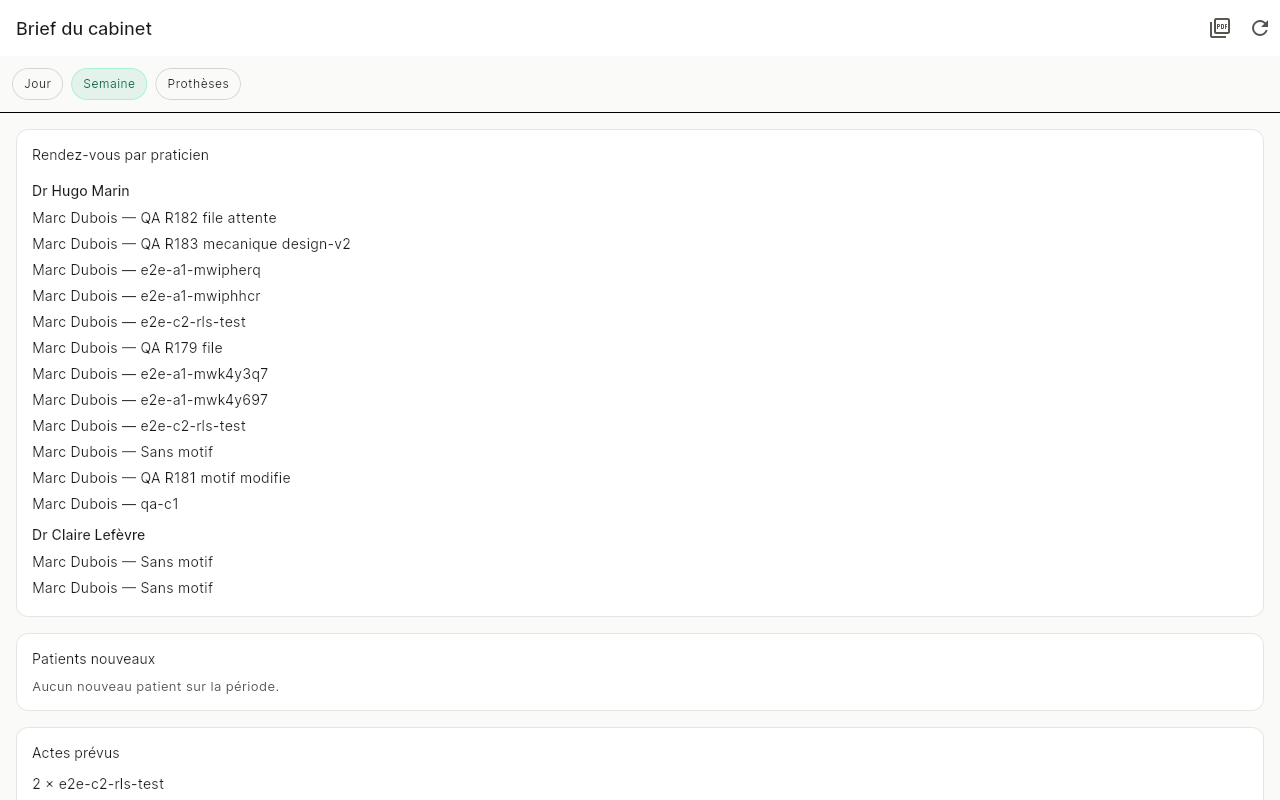 Brief du cabinet
PDF
Jour
Semaine
Prothèses
Rendez-vous par praticien
Dr Hugo Marin
Marc Dubois — QA R182 file attente
Marc Dubois — QA R183 mecanique design-v2
Marc Dubois — e2e-a1-mwipherq
Marc Dubois — e2e-a1-mwiphhcr
Marc Dubois — e2e-c2-rls-test
Marc Dubois — QA R179 file
Marc Dubois — e2e-a1-mwk4y3q7
Marc Dubois — e2e-a1-mwk4y697
Marc Dubois — e2e-c2-rls-test
Marc Dubois — Sans motif
Marc Dubois — QA R181 motif modifie
Marc Dubois — qa-c1
Dr Claire Lefèvre
Marc Dubois — Sans motif
Marc Dubois — Sans motif
Patients nouveaux
Aucun nouveau patient sur la période.
Actes prévus
2 × e2e-c2-rls-test